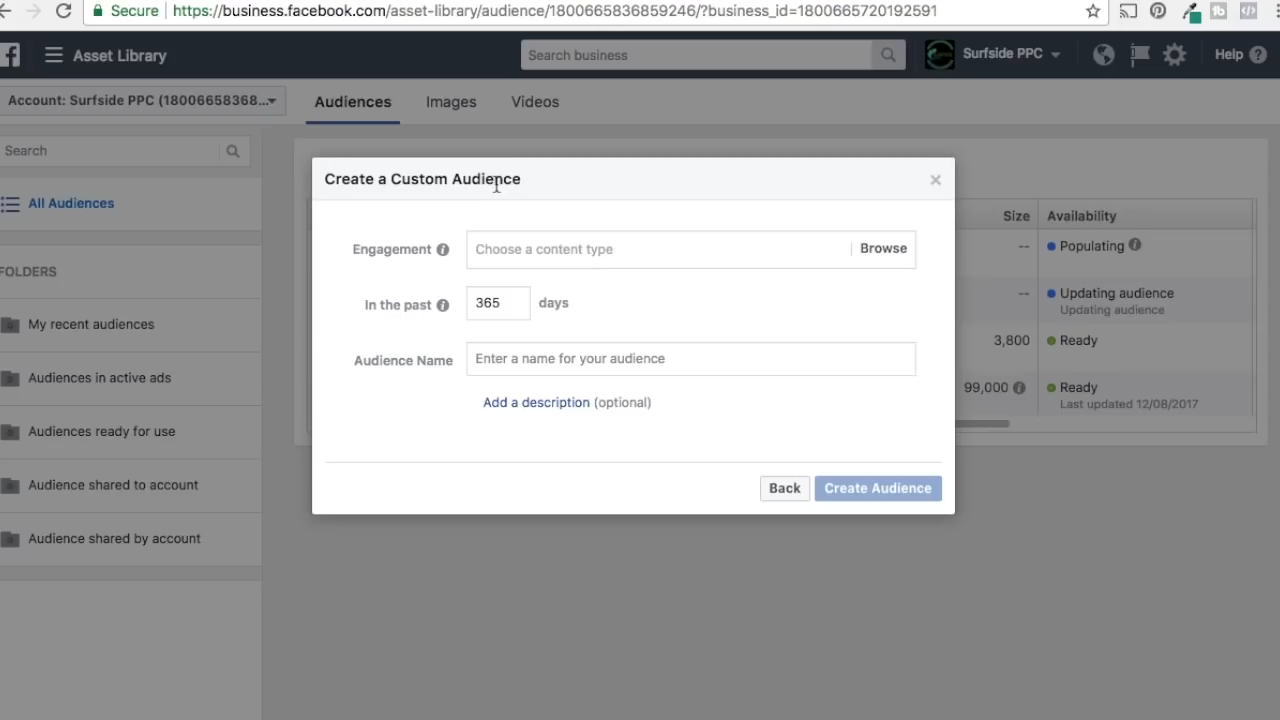 Secure
https://business.facebook.com/asset-library/audience/1800665836859246/?business_id=1800665720192591
Asset Library
Search business
Surfside PPC
Help
Account: Surfside PPC (18006658368...
Audiences
Images
Videos
Search
All Audiences
FOLDERS
My recent audiences
Audiences in active ads
Audiences ready for use
Audience shared to account
Audience shared by account
Create a Custom Audience
Engagement
Choose a content type
Browse
In the past
365
days
Audience Name
Enter a name for your audience
Add a description (optional)
Back
Create Audience
Size
Availability
--
Populating
--
Updating audience
Updating audience
3,800
Ready
99,000
Ready
Last updated 12/08/2017